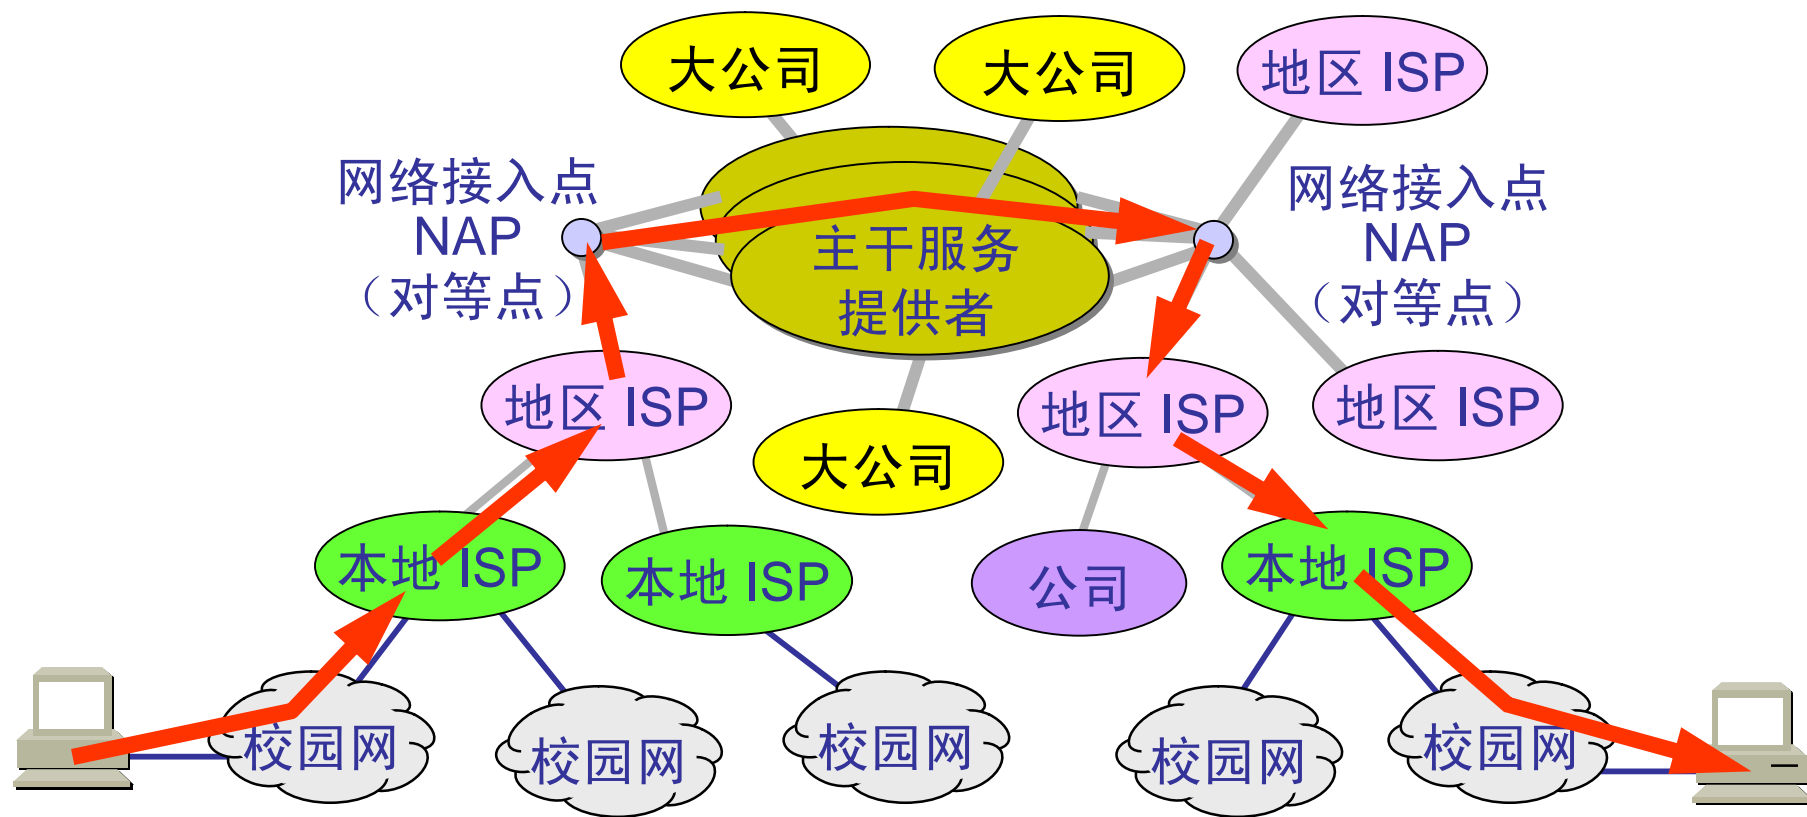 大公司
大公司
地区 ISP
网络接入点
NAP
（对等点）
网络接入点
NAP
（对等点）
主干服务
提供者
地区 ISP
大公司
地区 ISP
地区 ISP
本地 ISP
本地 ISP
公司
本地 ISP
校园网
校园网
校园网
校园网
校园网